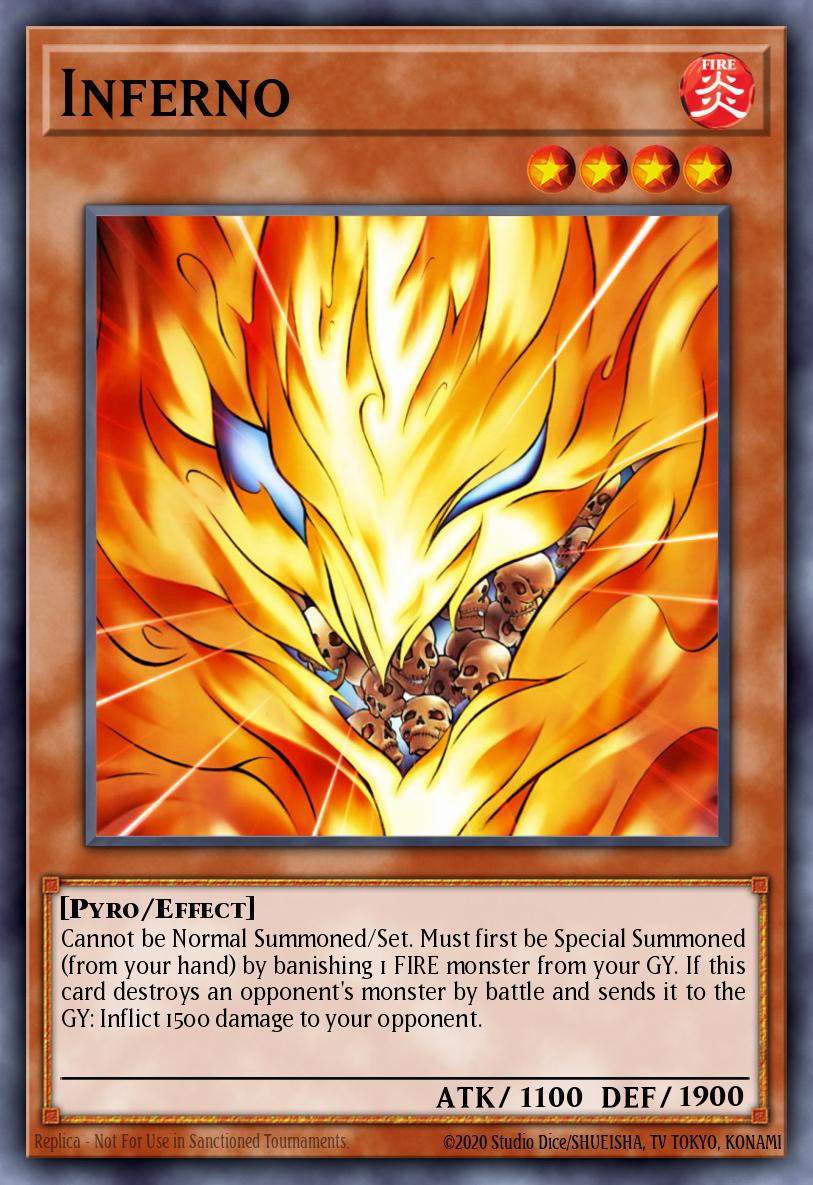 Inferno
FIRE
炎
[Pyro/Effect]
Cannot be Normal Summoned/Set. Must first be Special Summoned
(from your hand) by banishing 1 FIRE monster from your GY. If this
card destroys an opponent's monster by battle and sends it to the
GY: Inflict 1500 damage to your opponent.
ATK/ 1100 DEF/ 1900
Replica - Not For Use in Sanctioned Tournaments.
©2020 Studio Dice/SHUEISHA, TV TOKYO, KONAMI